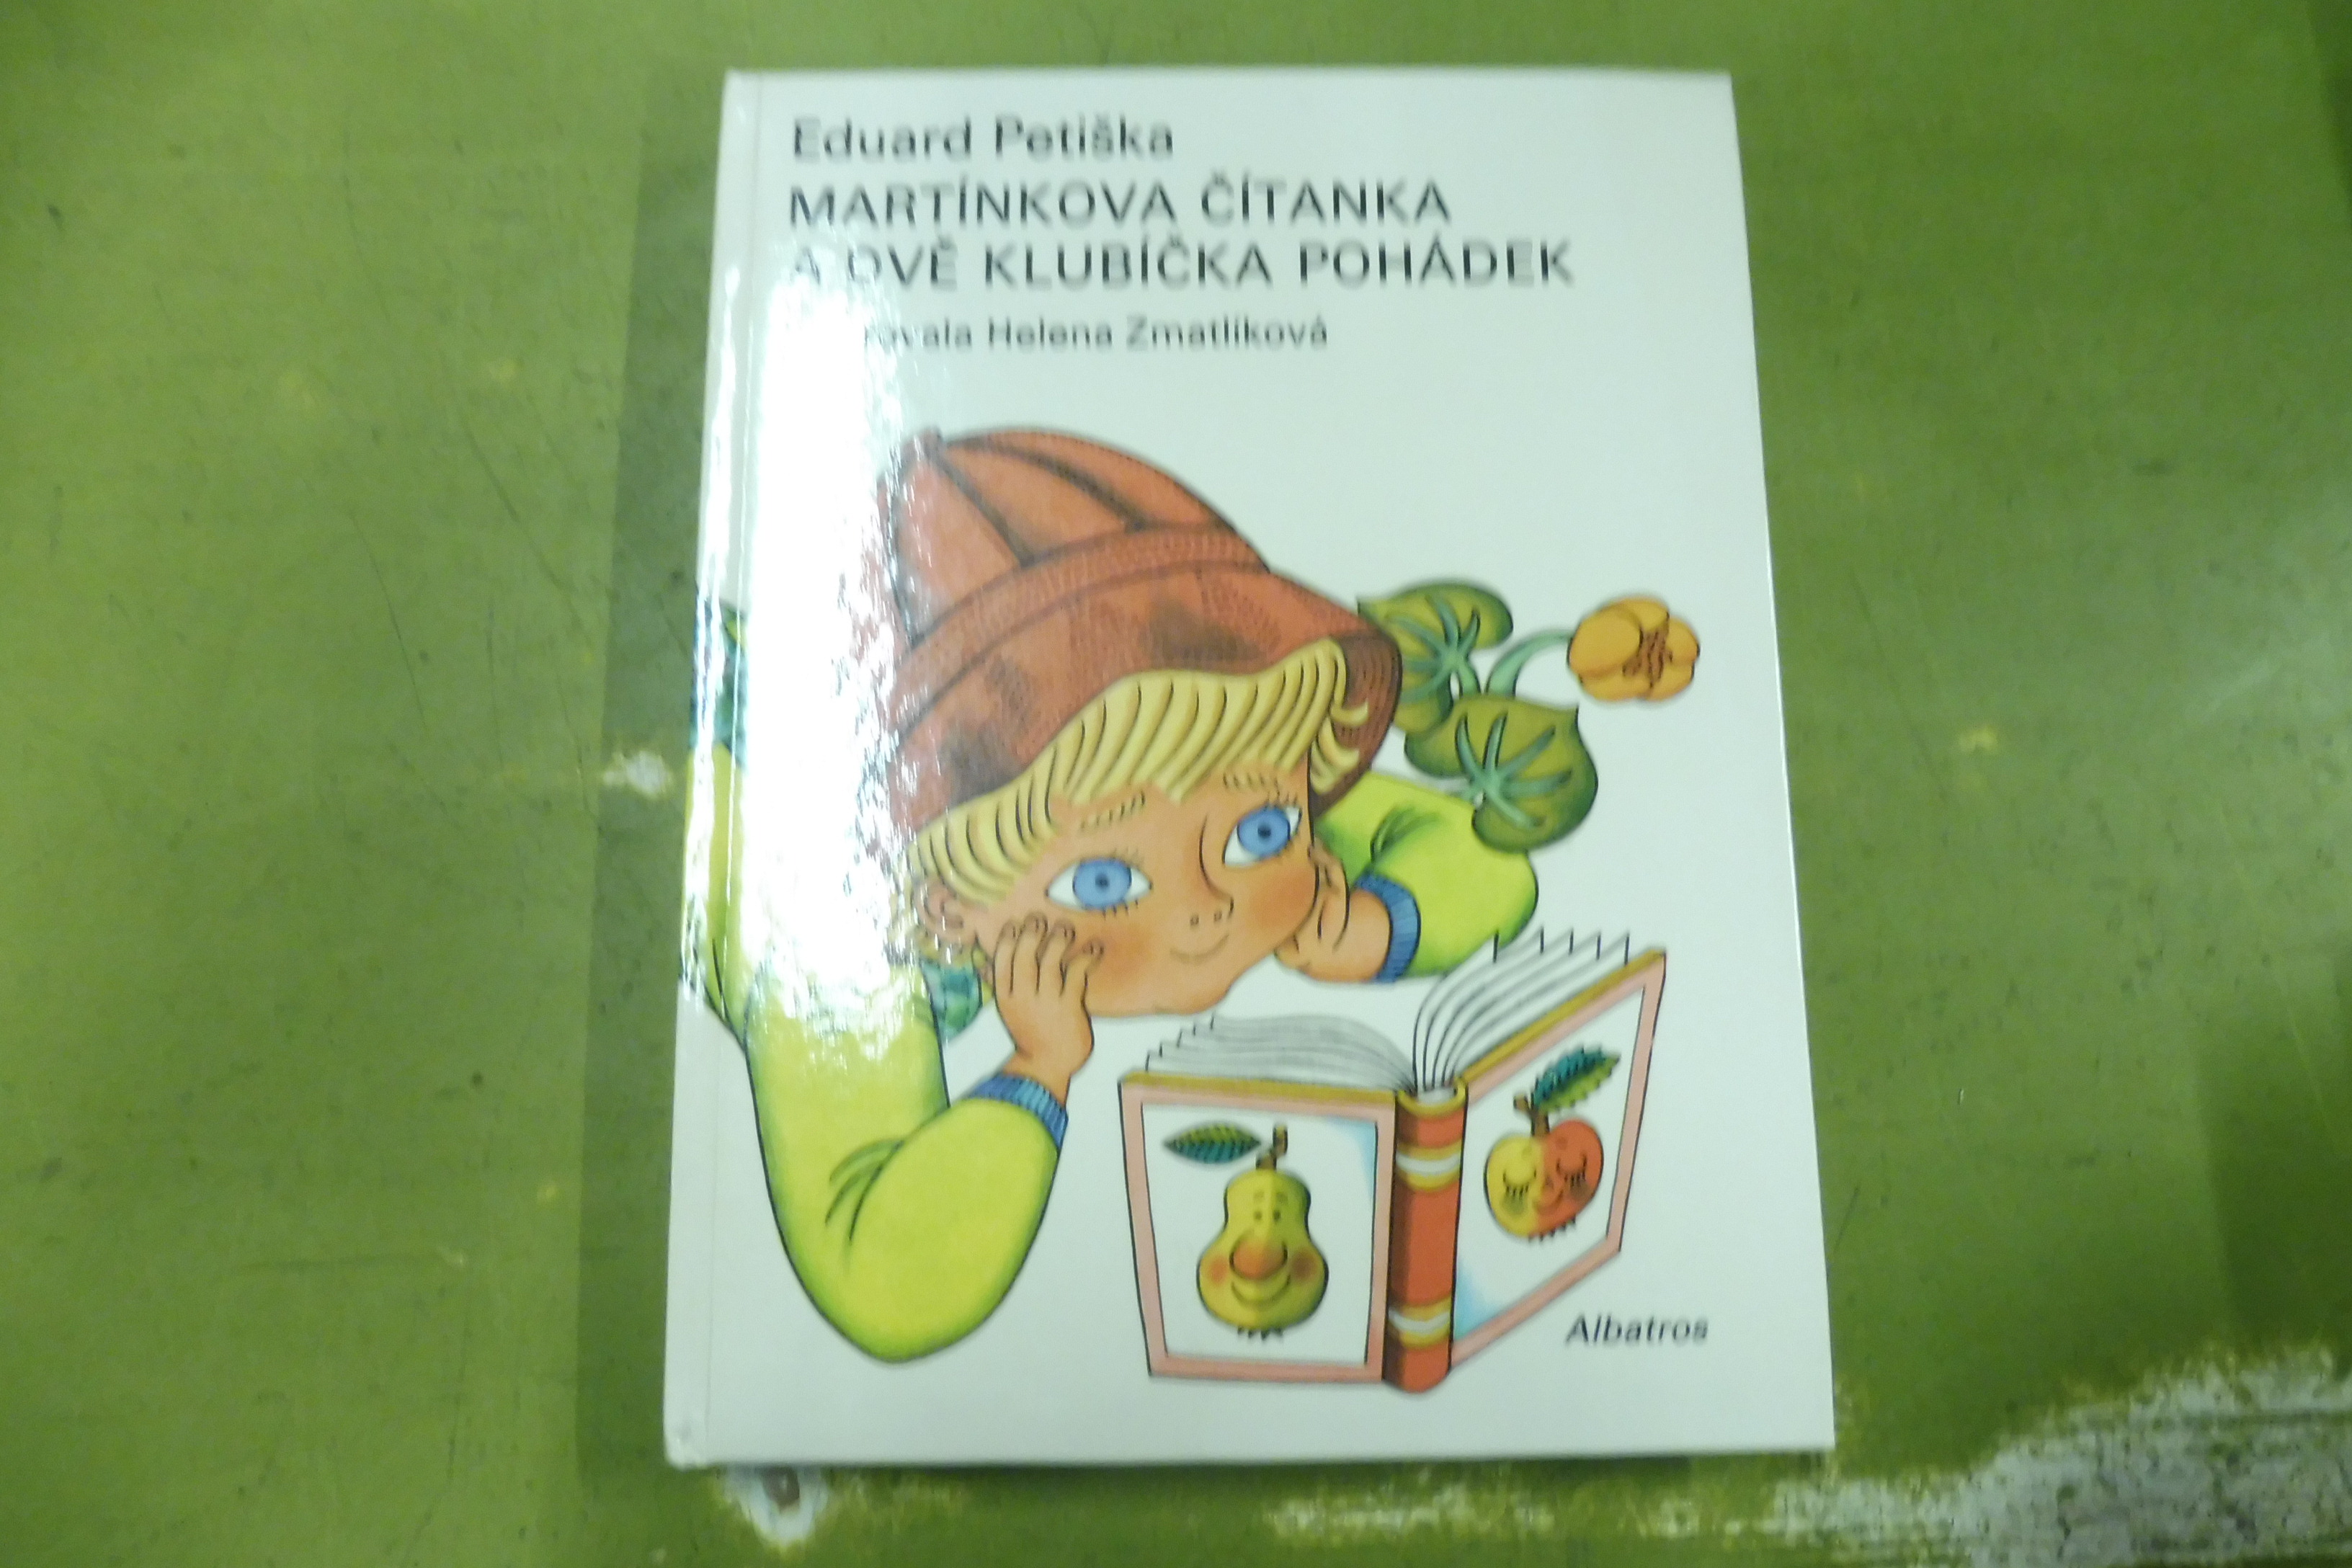 Eduard Petiška
MARTÍNKOVA ČÍTANKA
A DVĚ KLUBÍČKA POHÁDEK
Helena Zmatlíková
Albatros